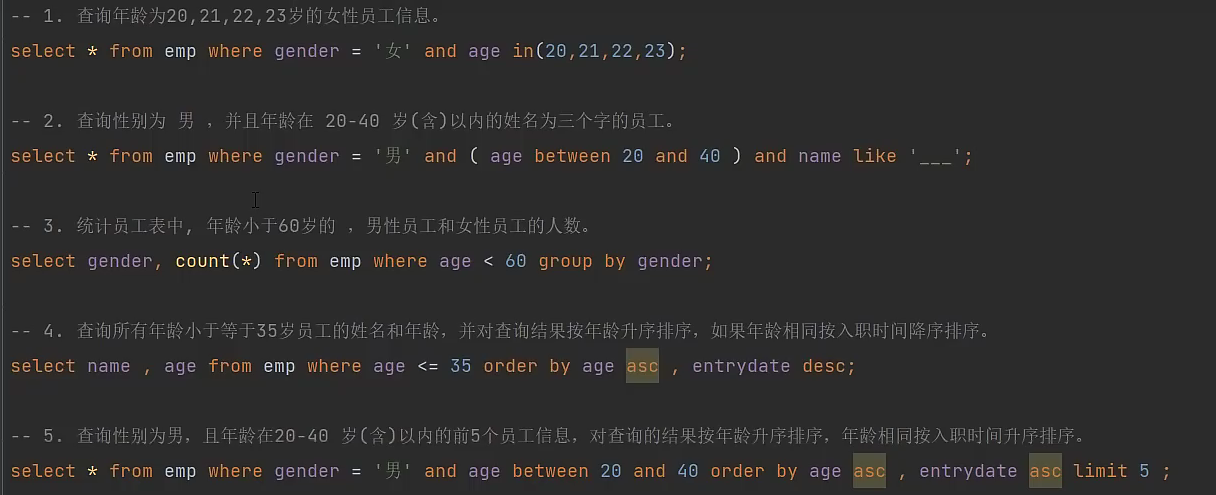 -- 1. 查询年龄为20,21,22,23岁的女性员工信息。
select * from emp where gender = '女' and age in(20,21,22,23);
-- 2. 查询性别为 男 ，并且年龄在 20-40 岁(含)以内的姓名为三个字的员工。
select * from emp where gender = '男' and ( age between 20 and 40 ) and name like '___';
-- 3. 统计员工表中, 年龄小于60岁的 ，男性员工和女性员工的人数。
select gender, count(*) from emp where age < 60 group by gender;
-- 4. 查询所有年龄小于等于35岁员工的姓名和年龄，并对查询结果按年龄升序排序，如果年龄相同按入职时间降序排序。
select name , age from emp where age <= 35 order by age asc , entrydate desc;
-- 5. 查询性别为男，且年龄在20-40 岁(含)以内的前5个员工信息，对查询的结果按年龄升序排序，年龄相同按入职时间升序排序。
select * from emp where gender = '男' and age between 20 and 40 order by age asc , entrydate asc limit 5 ;